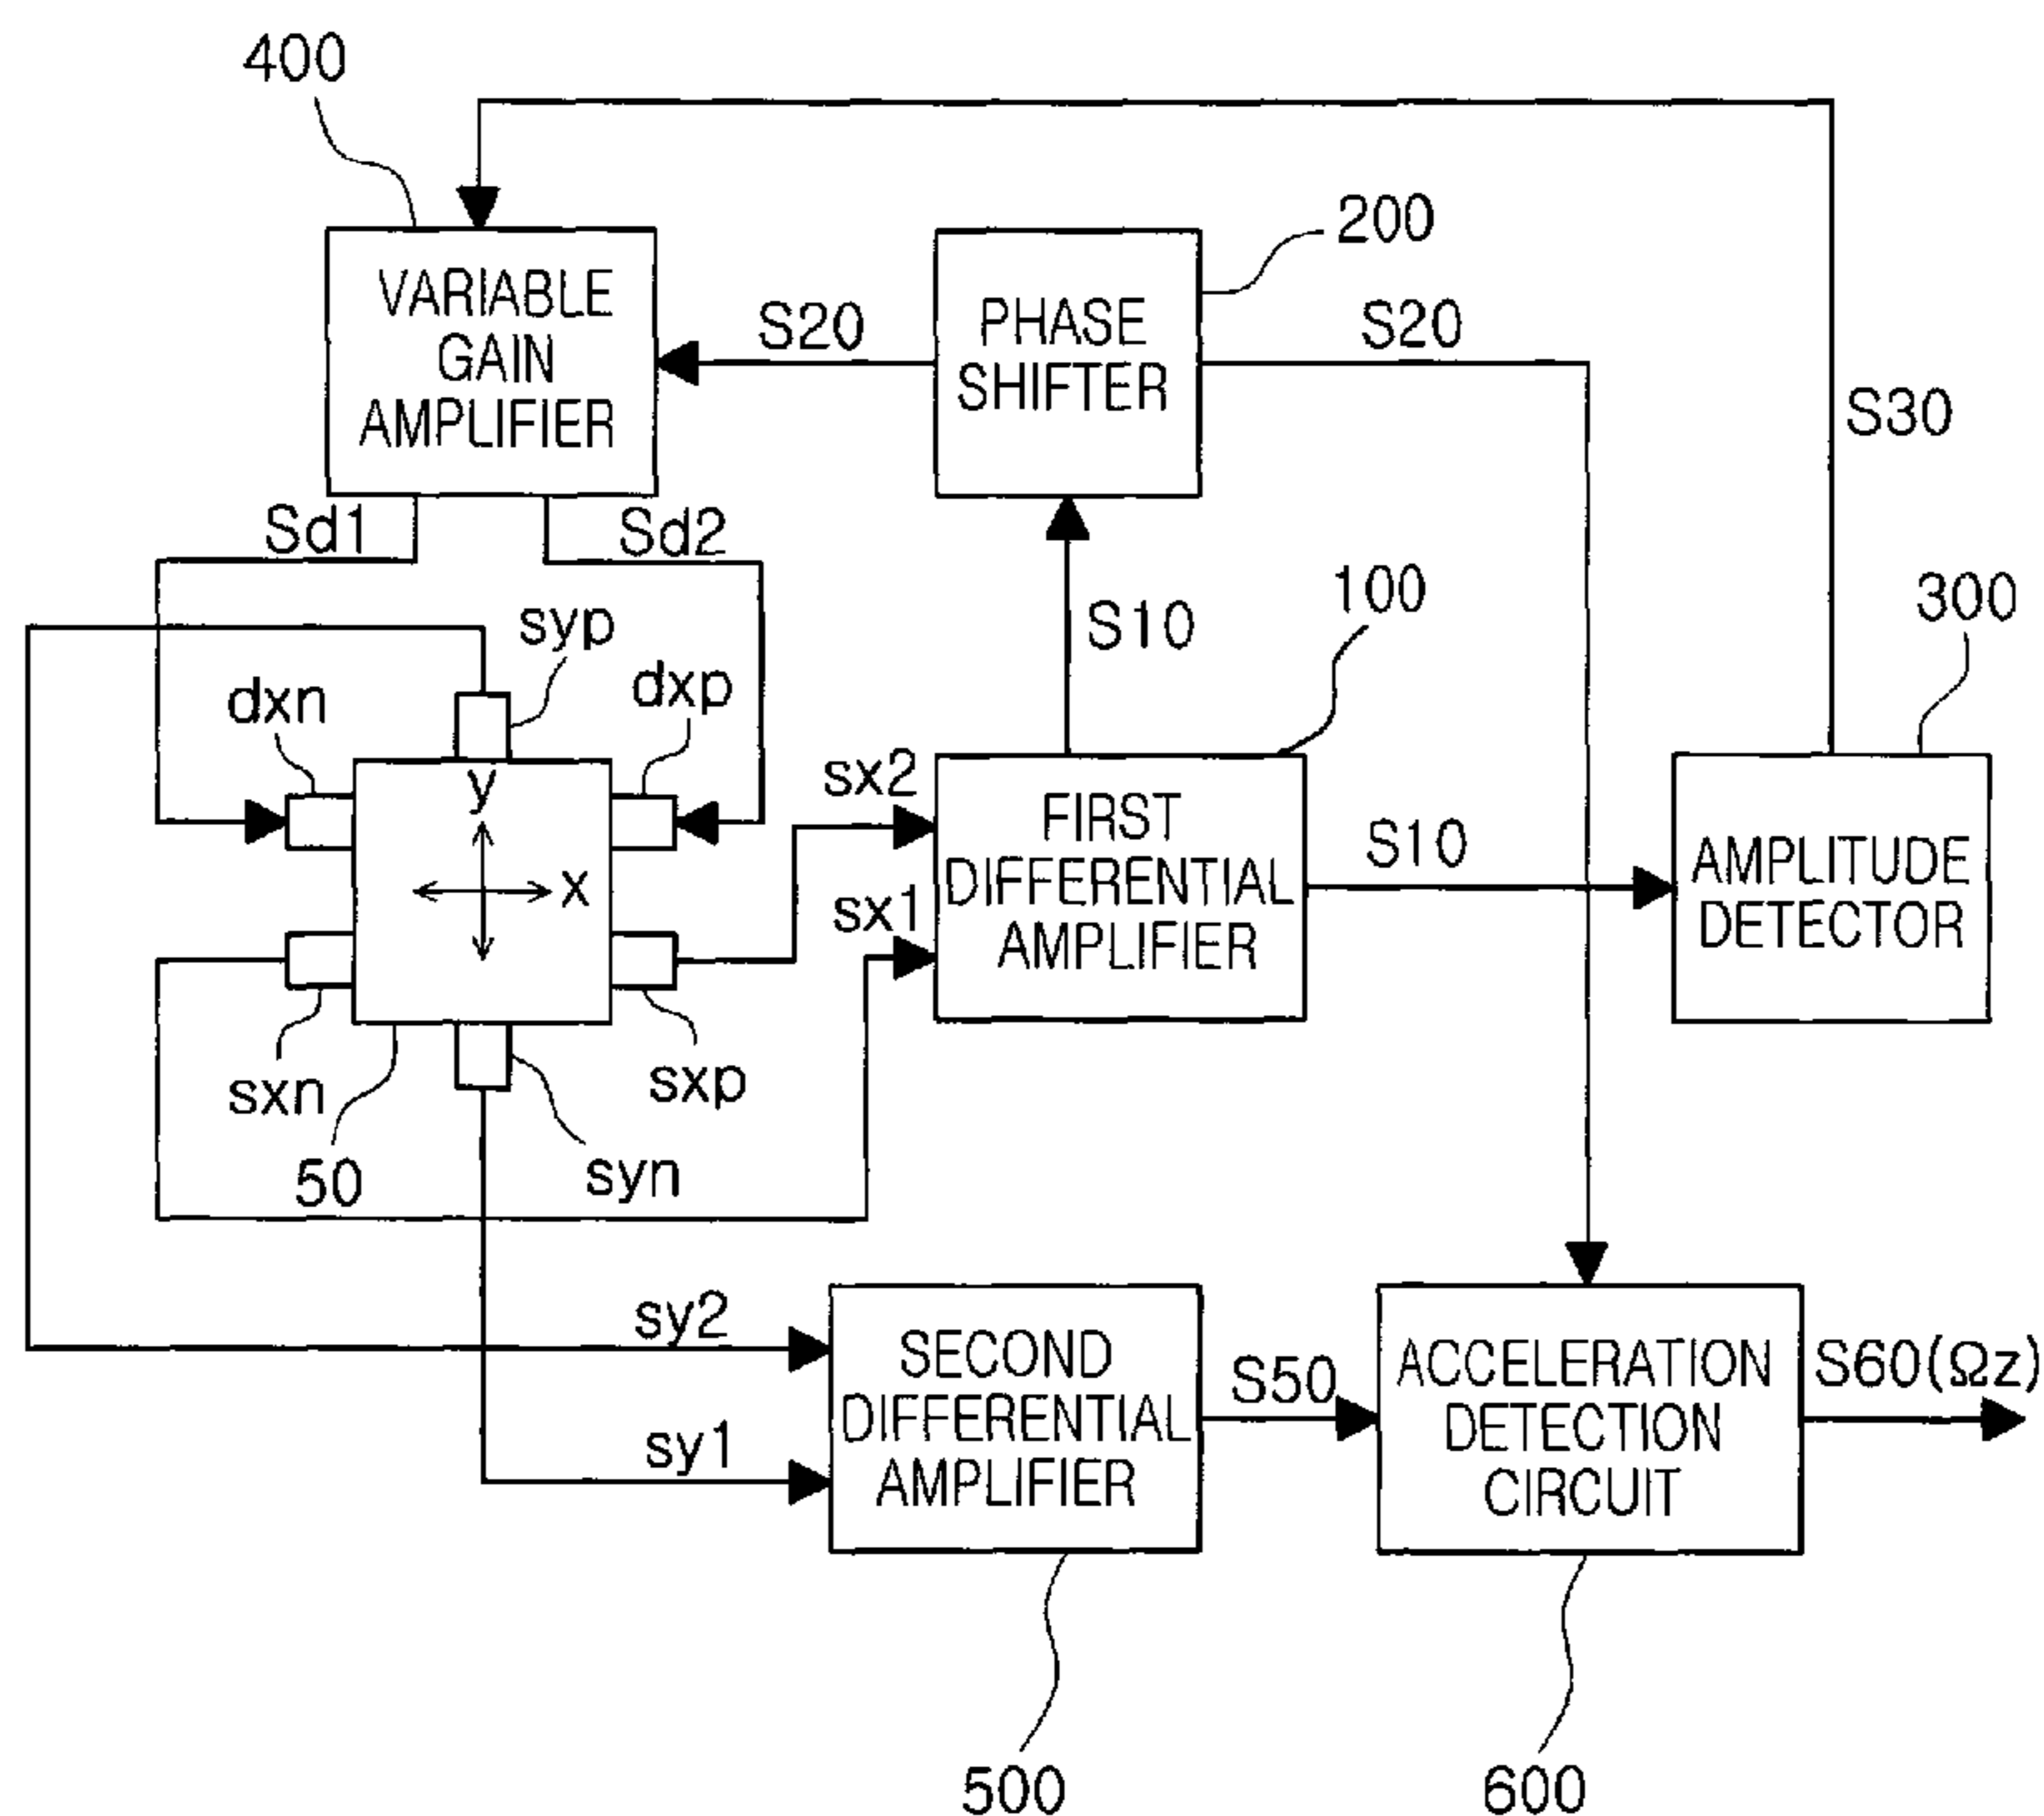 400
200
VARIABLE
GAIN
AMPLIFIER
S20
PHASE
SHIFTER
S20
S30
Sd1
Sd2
syp
S10
100
300
dxn
dxp
y
x
sx2
sx1
FIRST
DIFFERENTIAL
AMPLIFIER
S10
AMPLITUDE
DETECTOR
sxn
50
syn
sxp
sy2
sy1
SECOND
DIFFERENTIAL
AMPLIFIER
S50
ACCELERATION
DETECTION
CIRCUIT
S60(Ωz)
500
600